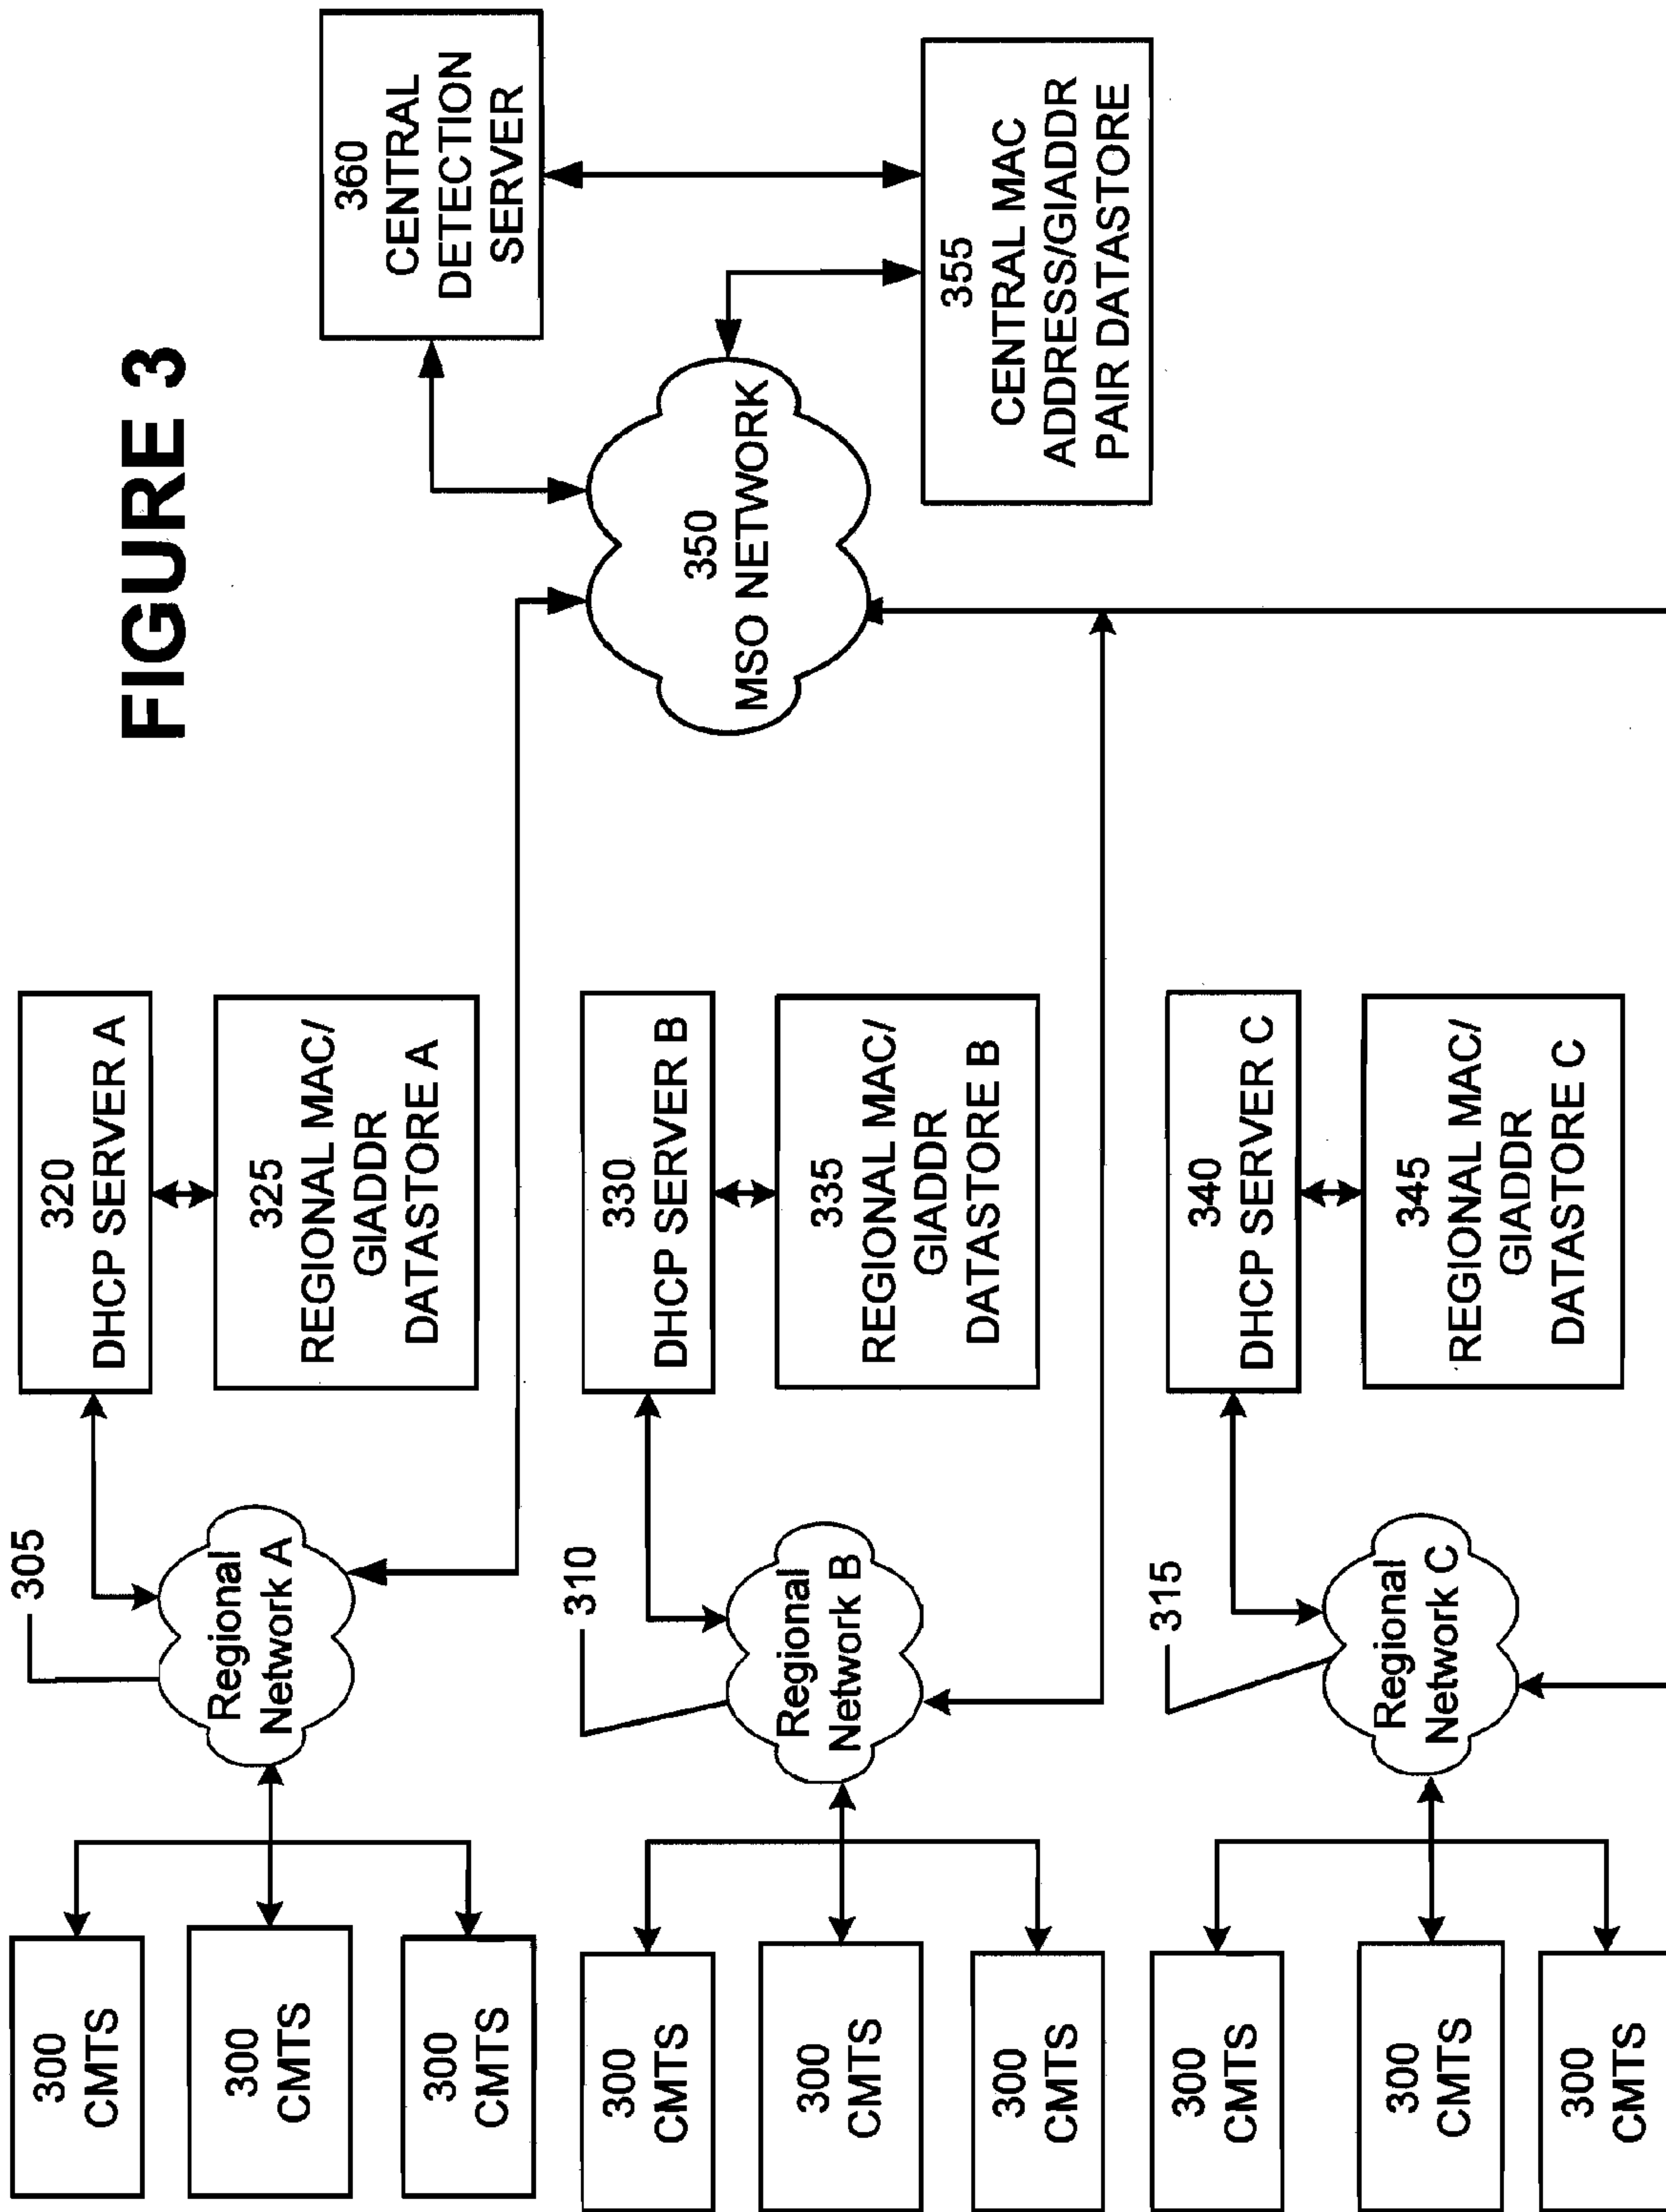 FIGURE 3
300
CMTS
300
CMTS
300
CMTS
305
Regional
Network A
320
DHCP SERVER A
325
REGIONAL MAC/
GIADDR
DATASTORE A
300
CMTS
300
CMTS
300
CMTS
310
Regional
Network B
330
DHCP SERVER B
335
REGIONAL MAC/
GIADDR
DATASTORE B
300
CMTS
300
CMTS
300
CMTS
315
Regional
Network C
340
DHCP SERVER C
345
REGIONAL MAC/
GIADDR
DATASTORE C
350
MSO NETWORK
360
CENTRAL
DETECTION
SERVER
355
CENTRAL MAC
ADDRESS/GIADDR
PAIR DATASTORE